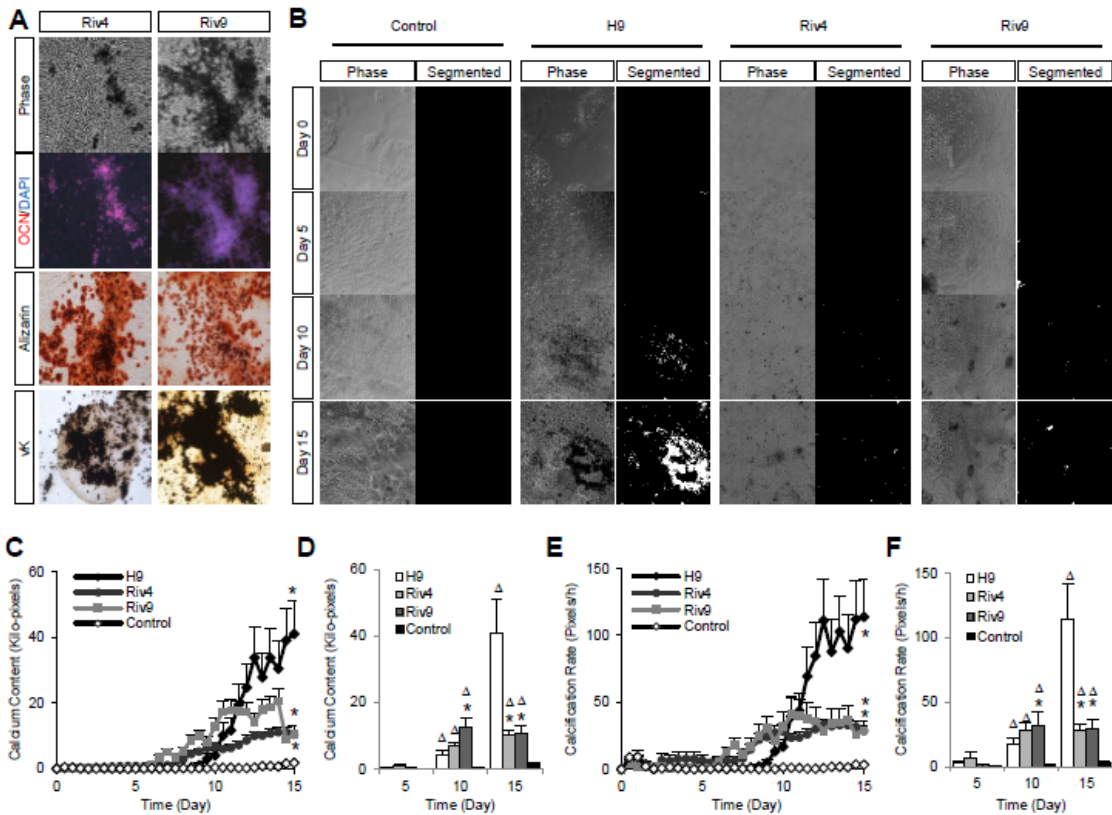 A
Riv4
Riv9
Phase
OCN/DAPI
Alizarin
vK
B
Control
H9
Riv4
Riv9
Phase
Segmented
Phase
Segmented
Phase
Segmented
Phase
Segmented
Day 0
Day 5
Day 10
Day 15
C
Calcium Content (Kilo-pixels)
60
40
20
0
H9
Riv4
Riv9
Control
*
*
*
0
5
10
15
Time (Day)
D
Calcium Content (Kilo-pixels)
60
40
20
0
H9
Riv4
Riv9
Control
Δ
Δ
Δ
*
Δ
Δ
*
Δ
*
5
10
15
Time (Day)
E
Calcification Rate (Pixels/h)
150
100
50
0
H9
Riv4
Riv9
Control
*
*
*
0
5
10
15
Time (Day)
F
Calcification Rate (Pixels/h)
150
100
50
0
H9
Riv4
Riv9
Control
Δ
Δ
Δ
*
Δ
Δ Δ
* *
5
10
15
Time (Day)